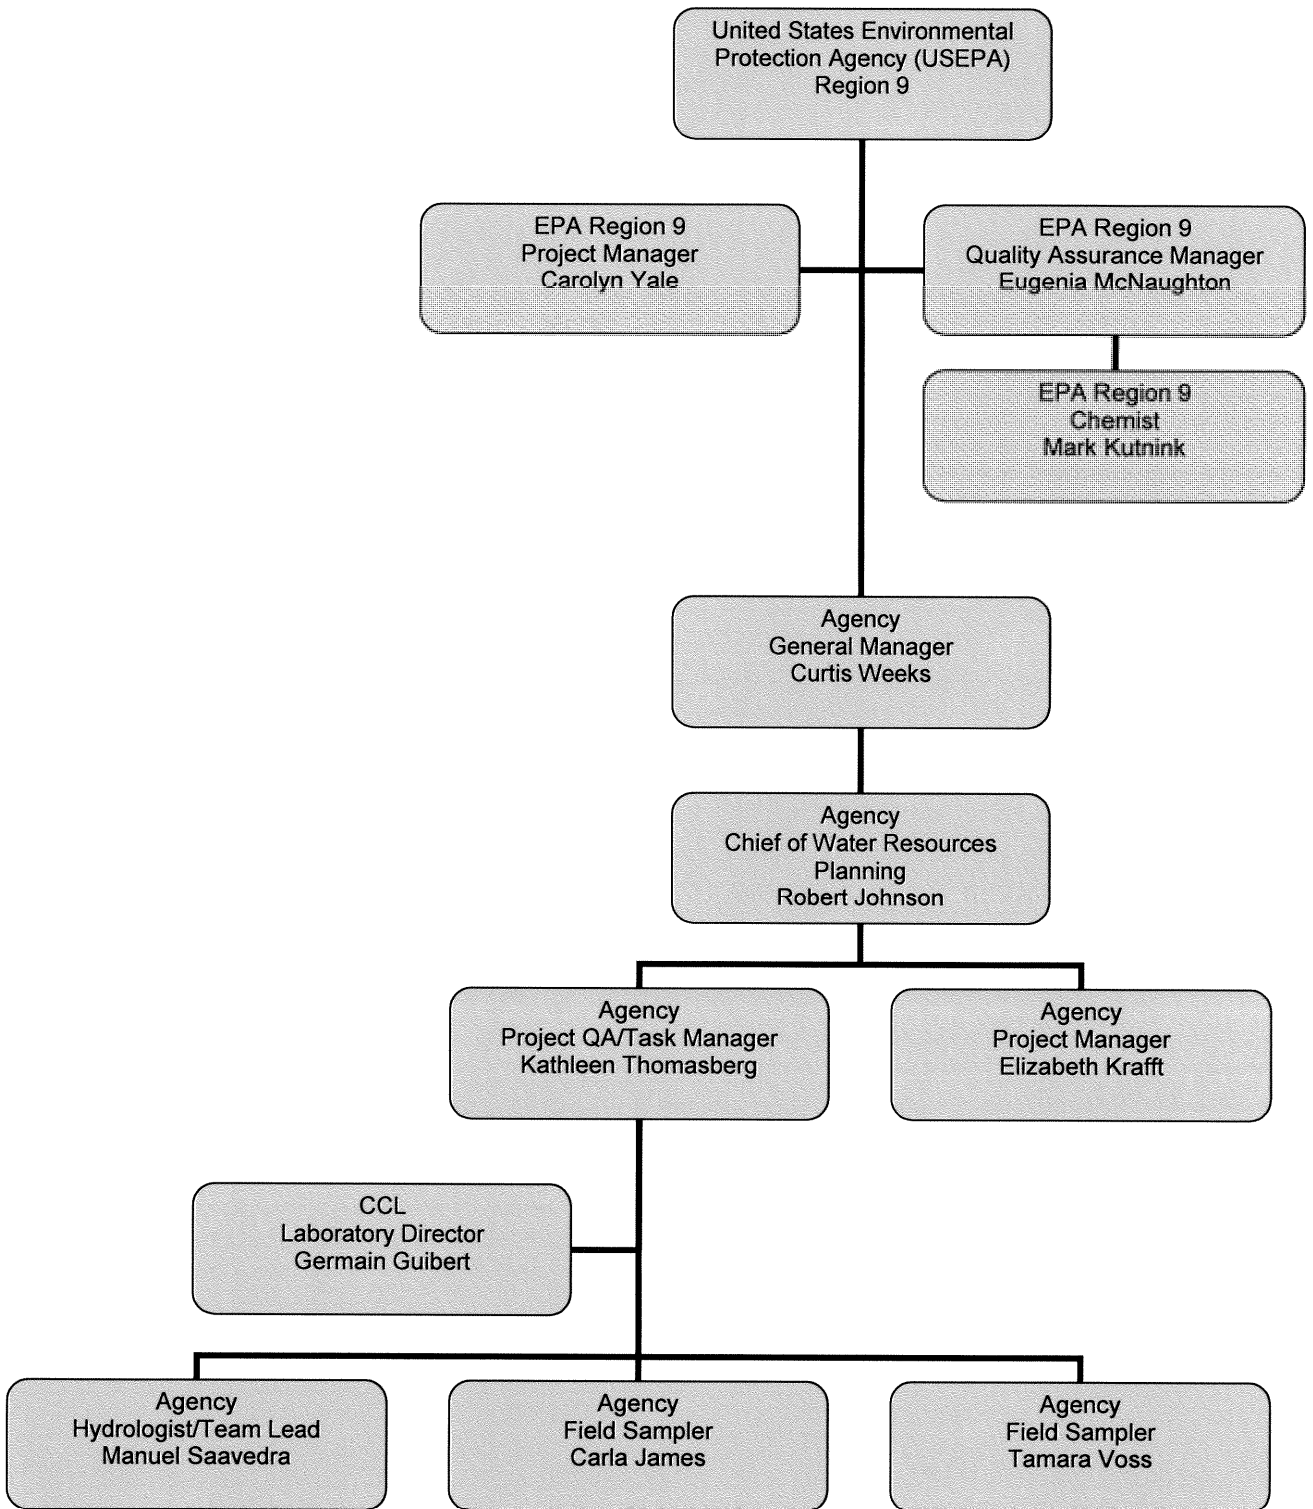 United States Environmental
Protection Agency (USEPA)
Region 9
EPA Region 9
Project Manager
Carolyn Yale
EPA Region 9
Quality Assurance Manager
Eugenia McNaughton
EPA Region 9
Chemist
Mark Kutnink
Agency
General Manager
Curtis Weeks
Agency
Chief of Water Resources
Planning
Robert Johnson
Agency
Project QA/Task Manager
Kathleen Thomasberg
Agency
Project Manager
Elizabeth Krafft
CCL
Laboratory Director
Germain Guibert
Agency
Hydrologist/Team Lead
Manuel Saavedra
Agency
Field Sampler
Carla James
Agency
Field Sampler
Tamara Voss